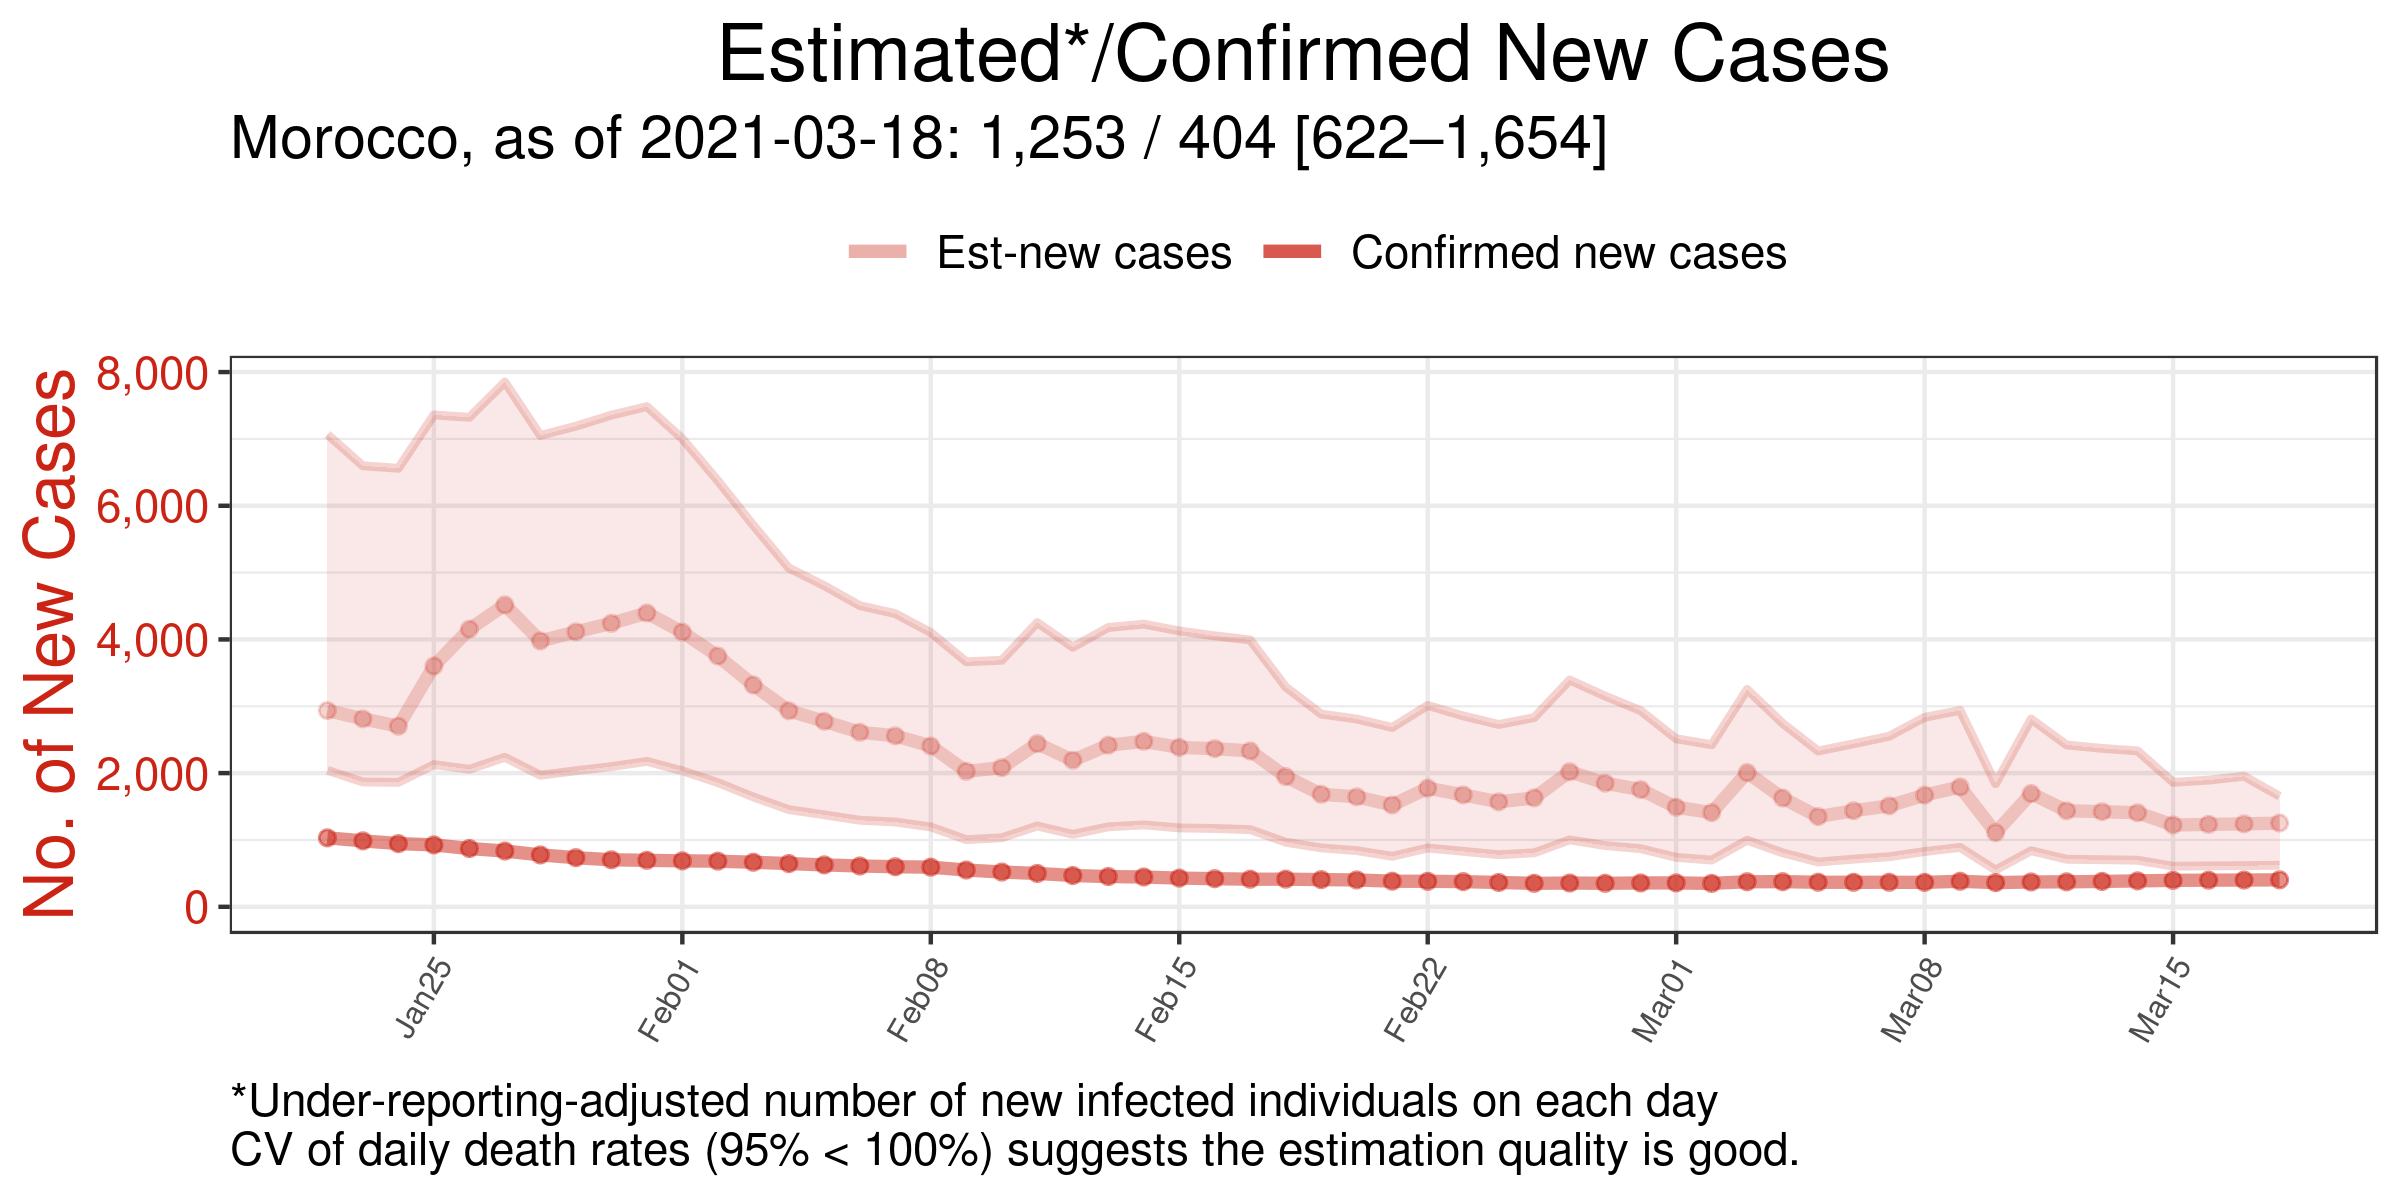 Estimated*/Confirmed New Cases
Morocco, as of 2021-03-18: 1,253 / 404 [622–1,654]
Est-new cases
Confirmed new cases
No. of New Cases
8,000
6,000
4,000
2,000
0
Jan25
Feb01
Feb08
Feb15
Feb22
Mar01
Mar08
Mar15
*Under-reporting-adjusted number of new infected individuals on each day
CV of daily death rates (95% < 100%) suggests the estimation quality is good.